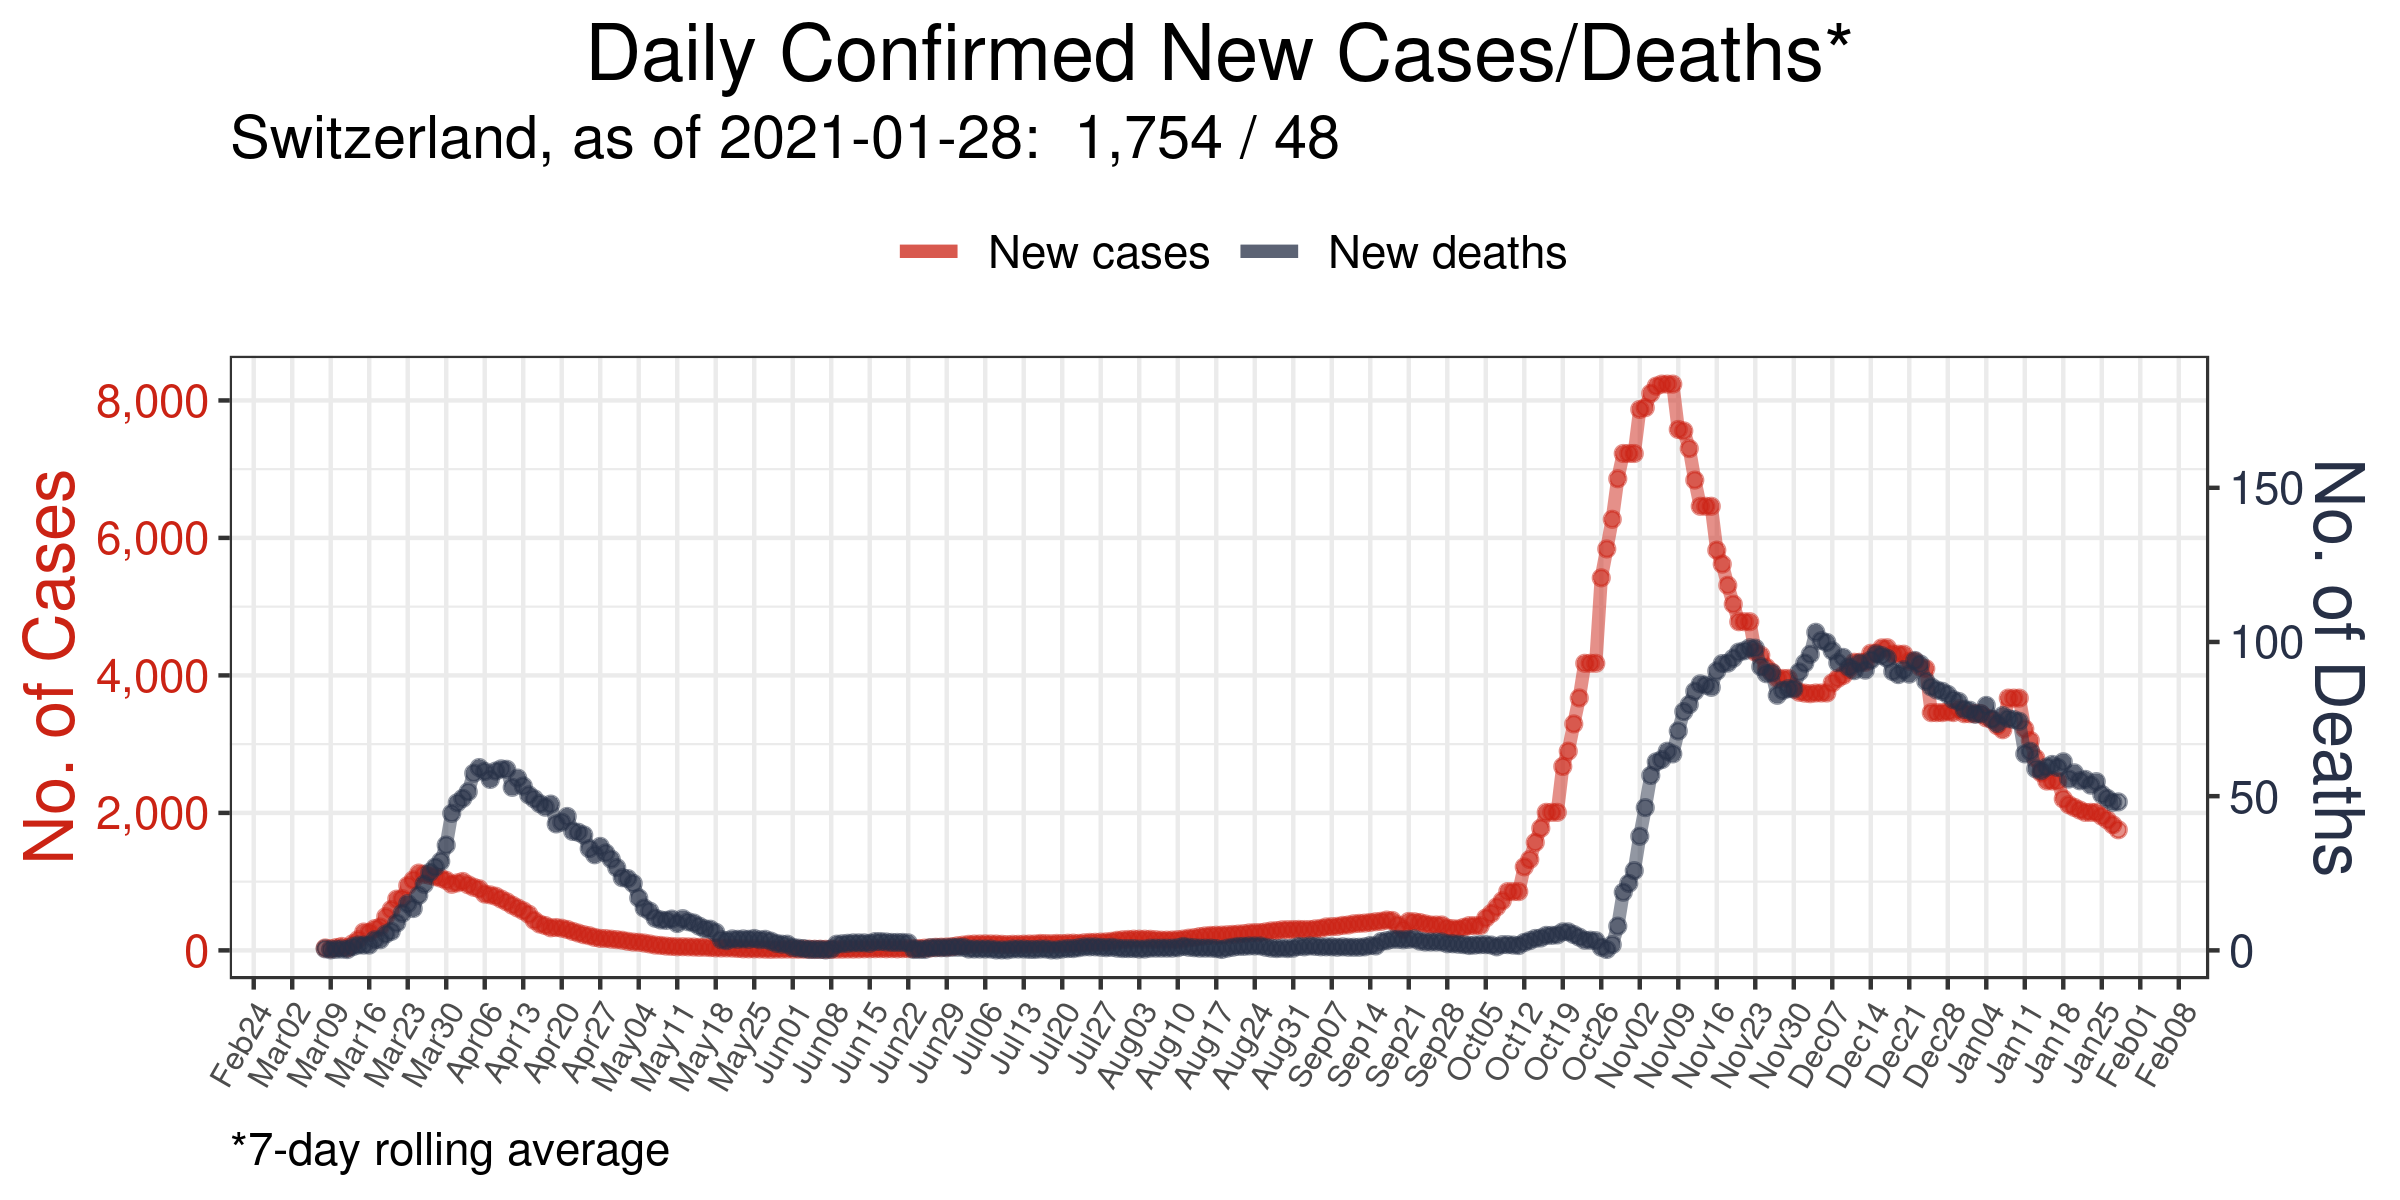 Daily Confirmed New Cases/Deaths*
Switzerland, as of 2021-01-28:  1,754 / 48
New cases New deaths
No. of Cases
8,000
6,000
4,000
2,000
0
150
100
50
0
No. of Deaths
Feb24 Mar02 Mar09 Mar16 Mar23 Mar30 Apr06 Apr13 Apr20 Apr27 May04 May11 May18 May25 Jun01 Jun08 Jun15 Jun22 Jun29 Jul06 Jul13 Jul20 Jul27 Aug03 Aug10 Aug17 Aug24 Aug31 Sep07 Sep14 Sep21 Sep28 Oct05 Oct12 Oct19 Oct26 Nov02 Nov09 Nov16 Nov23 Nov30 Dec07 Dec14 Dec21 Dec28 Jan04 Jan11 Jan18 Jan25 Feb01 Feb08
*7-day rolling average